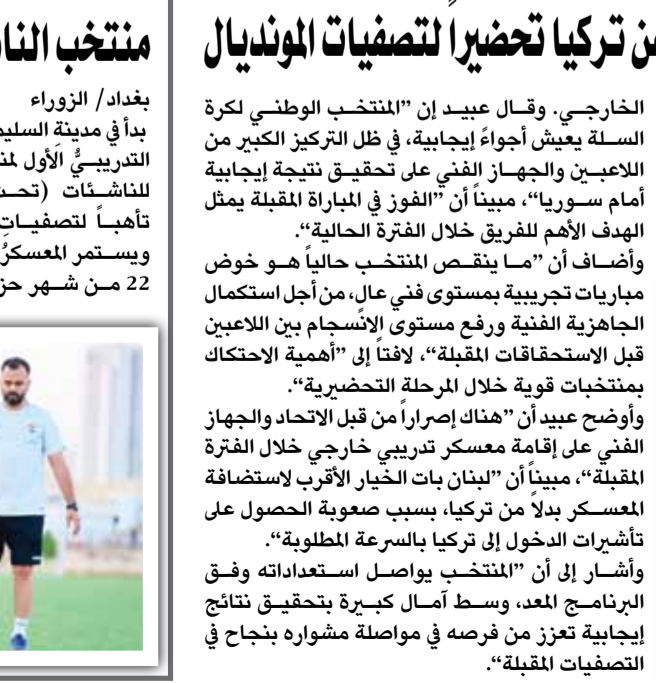 ن تركيا تحضيراً لتصفيات المونديال
الخارجي. وقال عبيد إن ”المنتخب الوطني لكرة
السلة يعيش أجواءً إيجابية، في ظل التركيز الكبير من
اللاعبين والجهاز الفني على تحقيق نتيجة إيجابية
أمام سوريا“، مبيناً أن ”الفوز في المباراة المقبلة يمثل
الهدف الأهم للفريق خلال الفترة الحالية“.
وأضاف أن ”ما ينقص المنتخب حالياً هو خوض
مباريات تجريبية بمستوى فني عالٍ، من أجل استكمال
الجاهزية الفنية ورفع مستوى الانسجام بين اللاعبين
قبل الاستحقاقات المقبلة“، لافتاً إلى ”أهمية الاحتكاك
بمنتخبات قوية خلال المرحلة التحضيرية“.
وأوضح عبيد أن ”هناك إصراراً من قبل الاتحاد والجهاز
الفني على إقامة معسكر تدريبي خارجي خلال الفترة
المقبلة“، مبيناً أن ”لبنان بات الخيار الأقرب لاستضافة
المعسكر بدلاً من تركيا، بسبب صعوبة الحصول على
تأشيرات الدخول إلى تركيا بالسرعة المطلوبة“.
وأشار إلى أن ”المنتخب يواصل استعداداته وفق
البرنامج المعد، وسط آمال كبيرة بتحقيق نتائج
إيجابية تعزز من فرصه في مواصلة مشواره بنجاح في
التصفيات المقبلة“.
منتخب النا
بغداد/ الزوراء
بدأ في مدينة السليم
التدريبيُّ الأول لمن
للناشئات (تحت
تأهباً لتصفيات
ويستمر المعسكرُ
22 من شهر حز